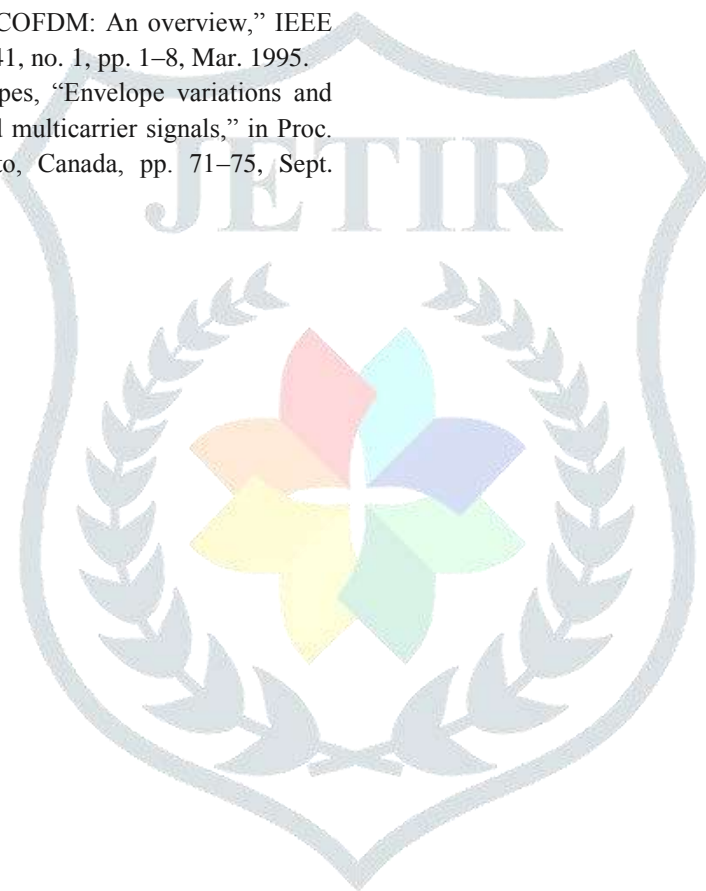 COFDM: An overview,” IEEE
41, no. 1, pp. 1–8, Mar. 1995.
pes, “Envelope variations and
l multicarrier signals,” in Proc.
to, Canada, pp. 71–75, Sept.
JETIR